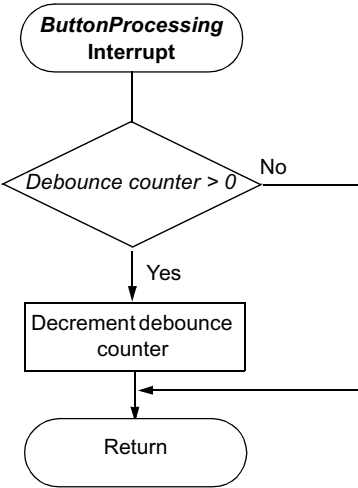 ButtonProcessing
Interrupt
Debounce counter > 0
No
Yes
Decrement debounce
counter
Return